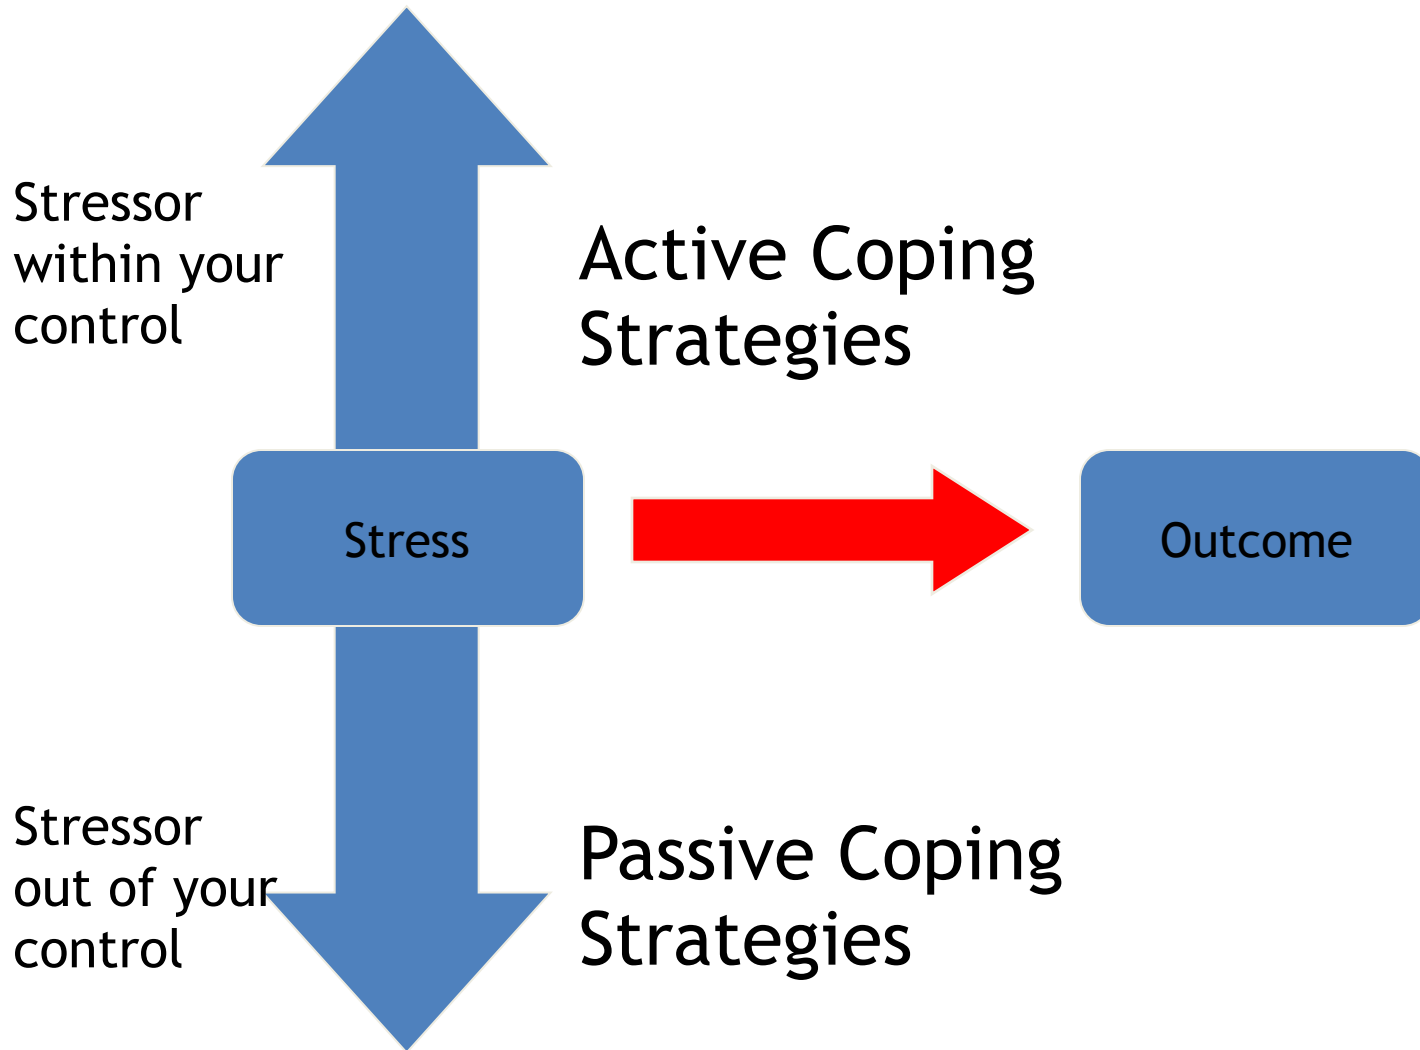 Stressor
within your
control
Active Coping
Strategies
Stress
Outcome
Stressor
out of your
control
Passive Coping
Strategies